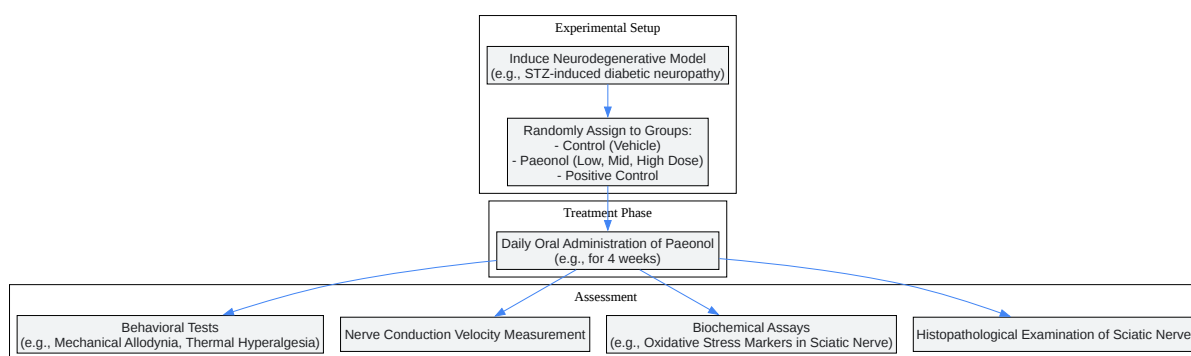 Experimental Setup
Induce Neurodegenerative Model
(e.g., STZ-induced diabetic neuropathy)
Randomly Assign to Groups:
- Control (Vehicle)
- Paeonol (Low, Mid, High Dose)
- Positive Control
Treatment Phase
Daily Oral Administration of Paeonol
(e.g., for 4 weeks)
Assessment
Behavioral Tests
(e.g., Mechanical Allodynia, Thermal Hyperalgesia)
Nerve Conduction Velocity Measurement
Biochemical Assays
(e.g., Oxidative Stress Markers in Sciatic Nerve)
Histopathological Examination of Sciatic Nerve